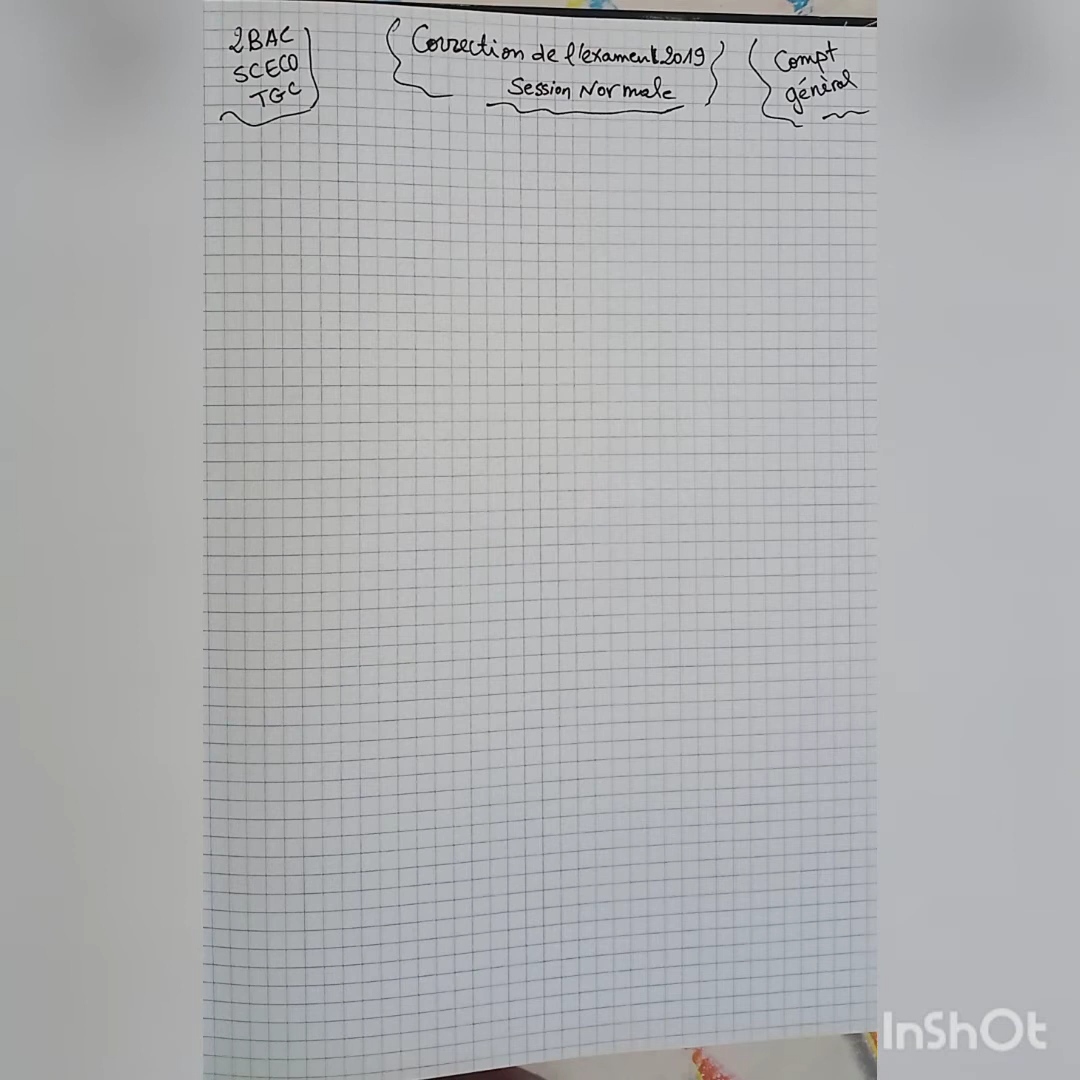 2BAC
SCECO
TGC
Correction de l'exament 2019
Session Normale
Compt
général
InShOt